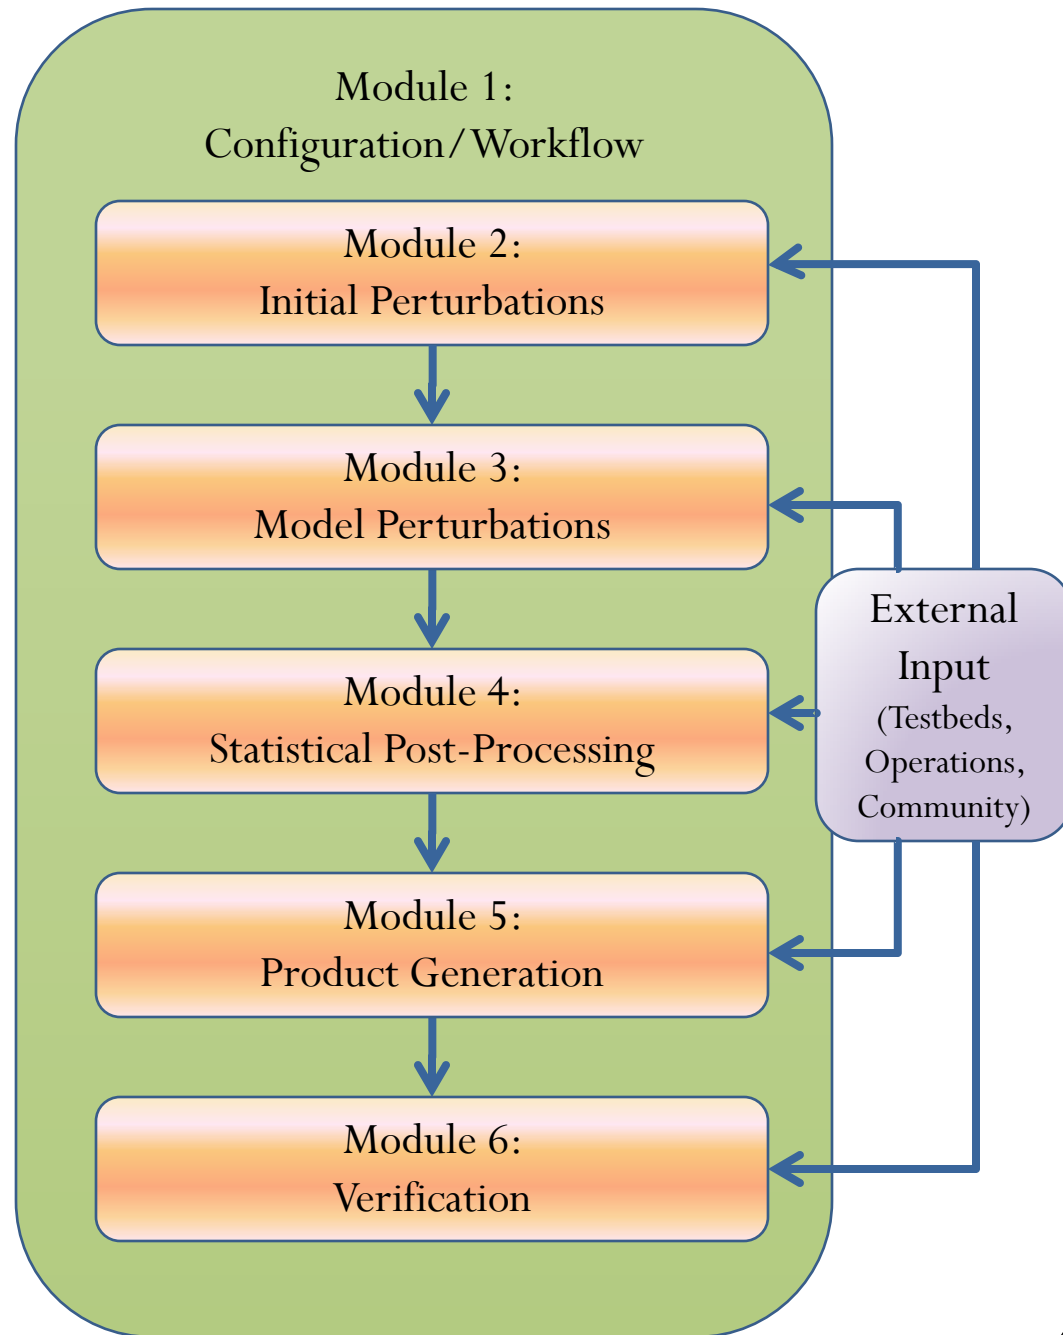 Module 1:
Configuration/Workflow
Module 2:
Initial Perturbations
Module 3:
Model Perturbations
Module 4:
Statistical Post-Processing
Module 5:
Product Generation
Module 6:
Verification
External
Input
(Testbeds,
Operations,
Community)